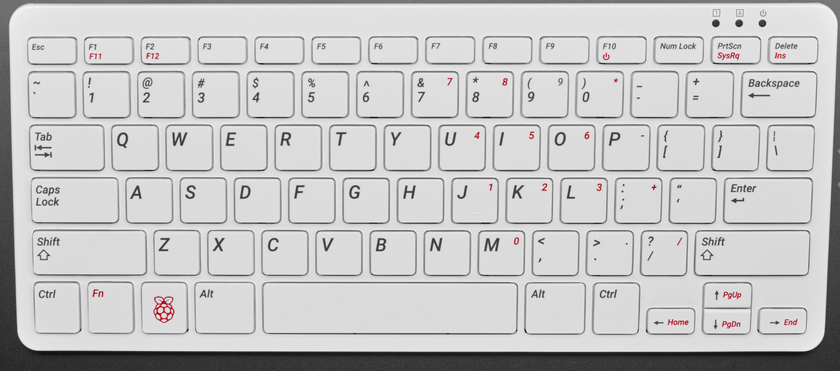 1 A
Esc F1 F2 F3 F4 F5 F6 F7 F8 F9 F10 Num Lock PrtScn Delete
F11 F12 SysRq Ins
~ ! @ # $ % ^ & 7 * 8 ( 9 ) * _ + Backspace
` 1 2 3 4 5 6 7 8 9 0 - =
Tab Q W E R T Y U 4 I 5 O 6 P - { } ¦
[ ] \
Caps A S D F G H J 1 K 2 L 3 : + “ Enter
Lock ; ‘
Shift Z X C V B N M 0 < > . ? / Shift
, . /
Ctrl Fn Alt Alt Ctrl ↑ PgUp
← Home ↓ PgDn → End